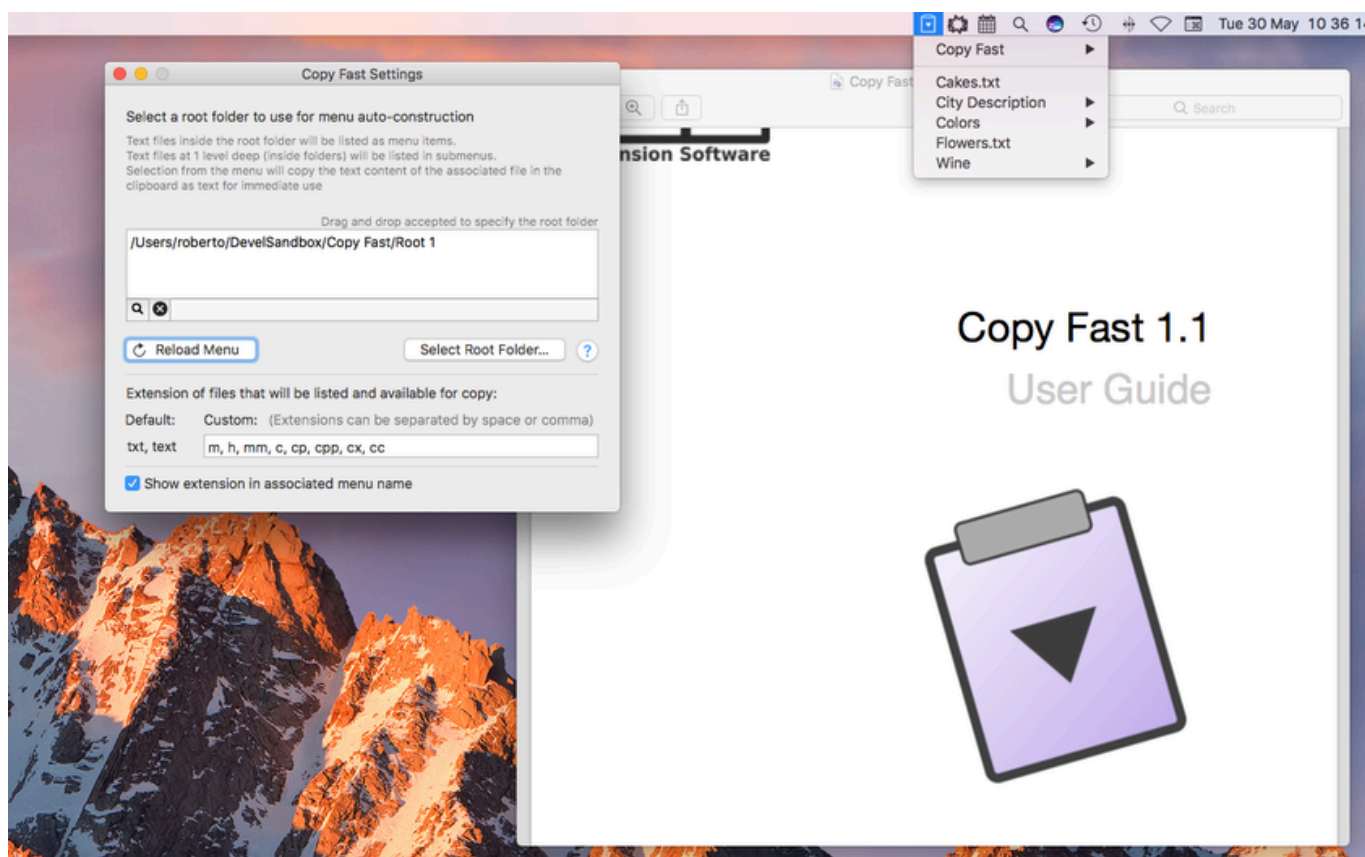 Tue 30 May 10 36 1
Copy Fast
Cakes.txt
City Description
Colors
Flowers.txt
Wine
Copy Fast Settings
Select a root folder to use for menu auto-construction
Text files inside the root folder will be listed as menu items.
Text files at 1 level deep (inside folders) will be listed in submenus.
Selection from the menu will copy the text content of the associated file in the
clipboard as text for immediate use
Drag and drop accepted to specify the root folder
/Users/roberto/DevelSandbox/Copy Fast/Root 1
Reload Menu
Select Root Folder...
?
Extension of files that will be listed and available for copy:
Default: Custom: (Extensions can be separated by space or comma)
txt, text m, h, mm, c, cp, cpp, cx, cc
Show extension in associated menu name
Copy Fast
Search
nsion Software
Copy Fast 1.1
User Guide